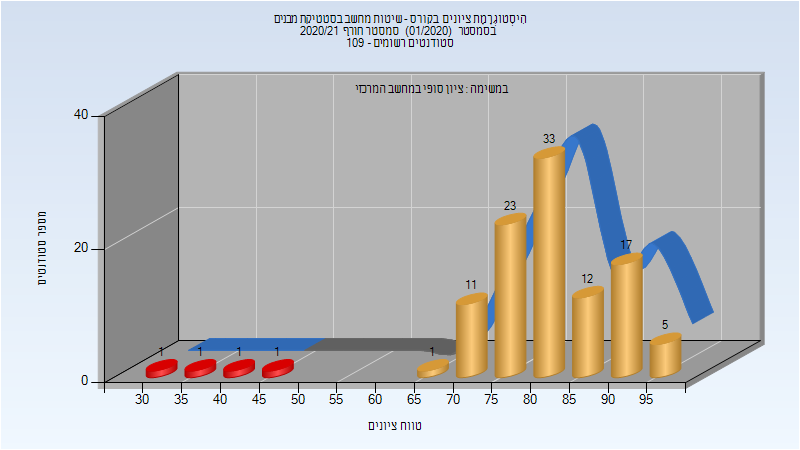 היסטוגרמת ציונים בקורס - שיטות מחשב בסטטיקת מבנים
בסמסטר (01/2020) סמסטר חורף 2020/21
סטודנטים רשומים - 109
במשימה : ציון סופי במחשב המרכזי
מספר סטודנטים
40
20
0
1
1
1
1
1
11
23
33
12
17
5
30 35 40 45 50 55 60 65 70 75 80 85 90 95
טווח ציונים